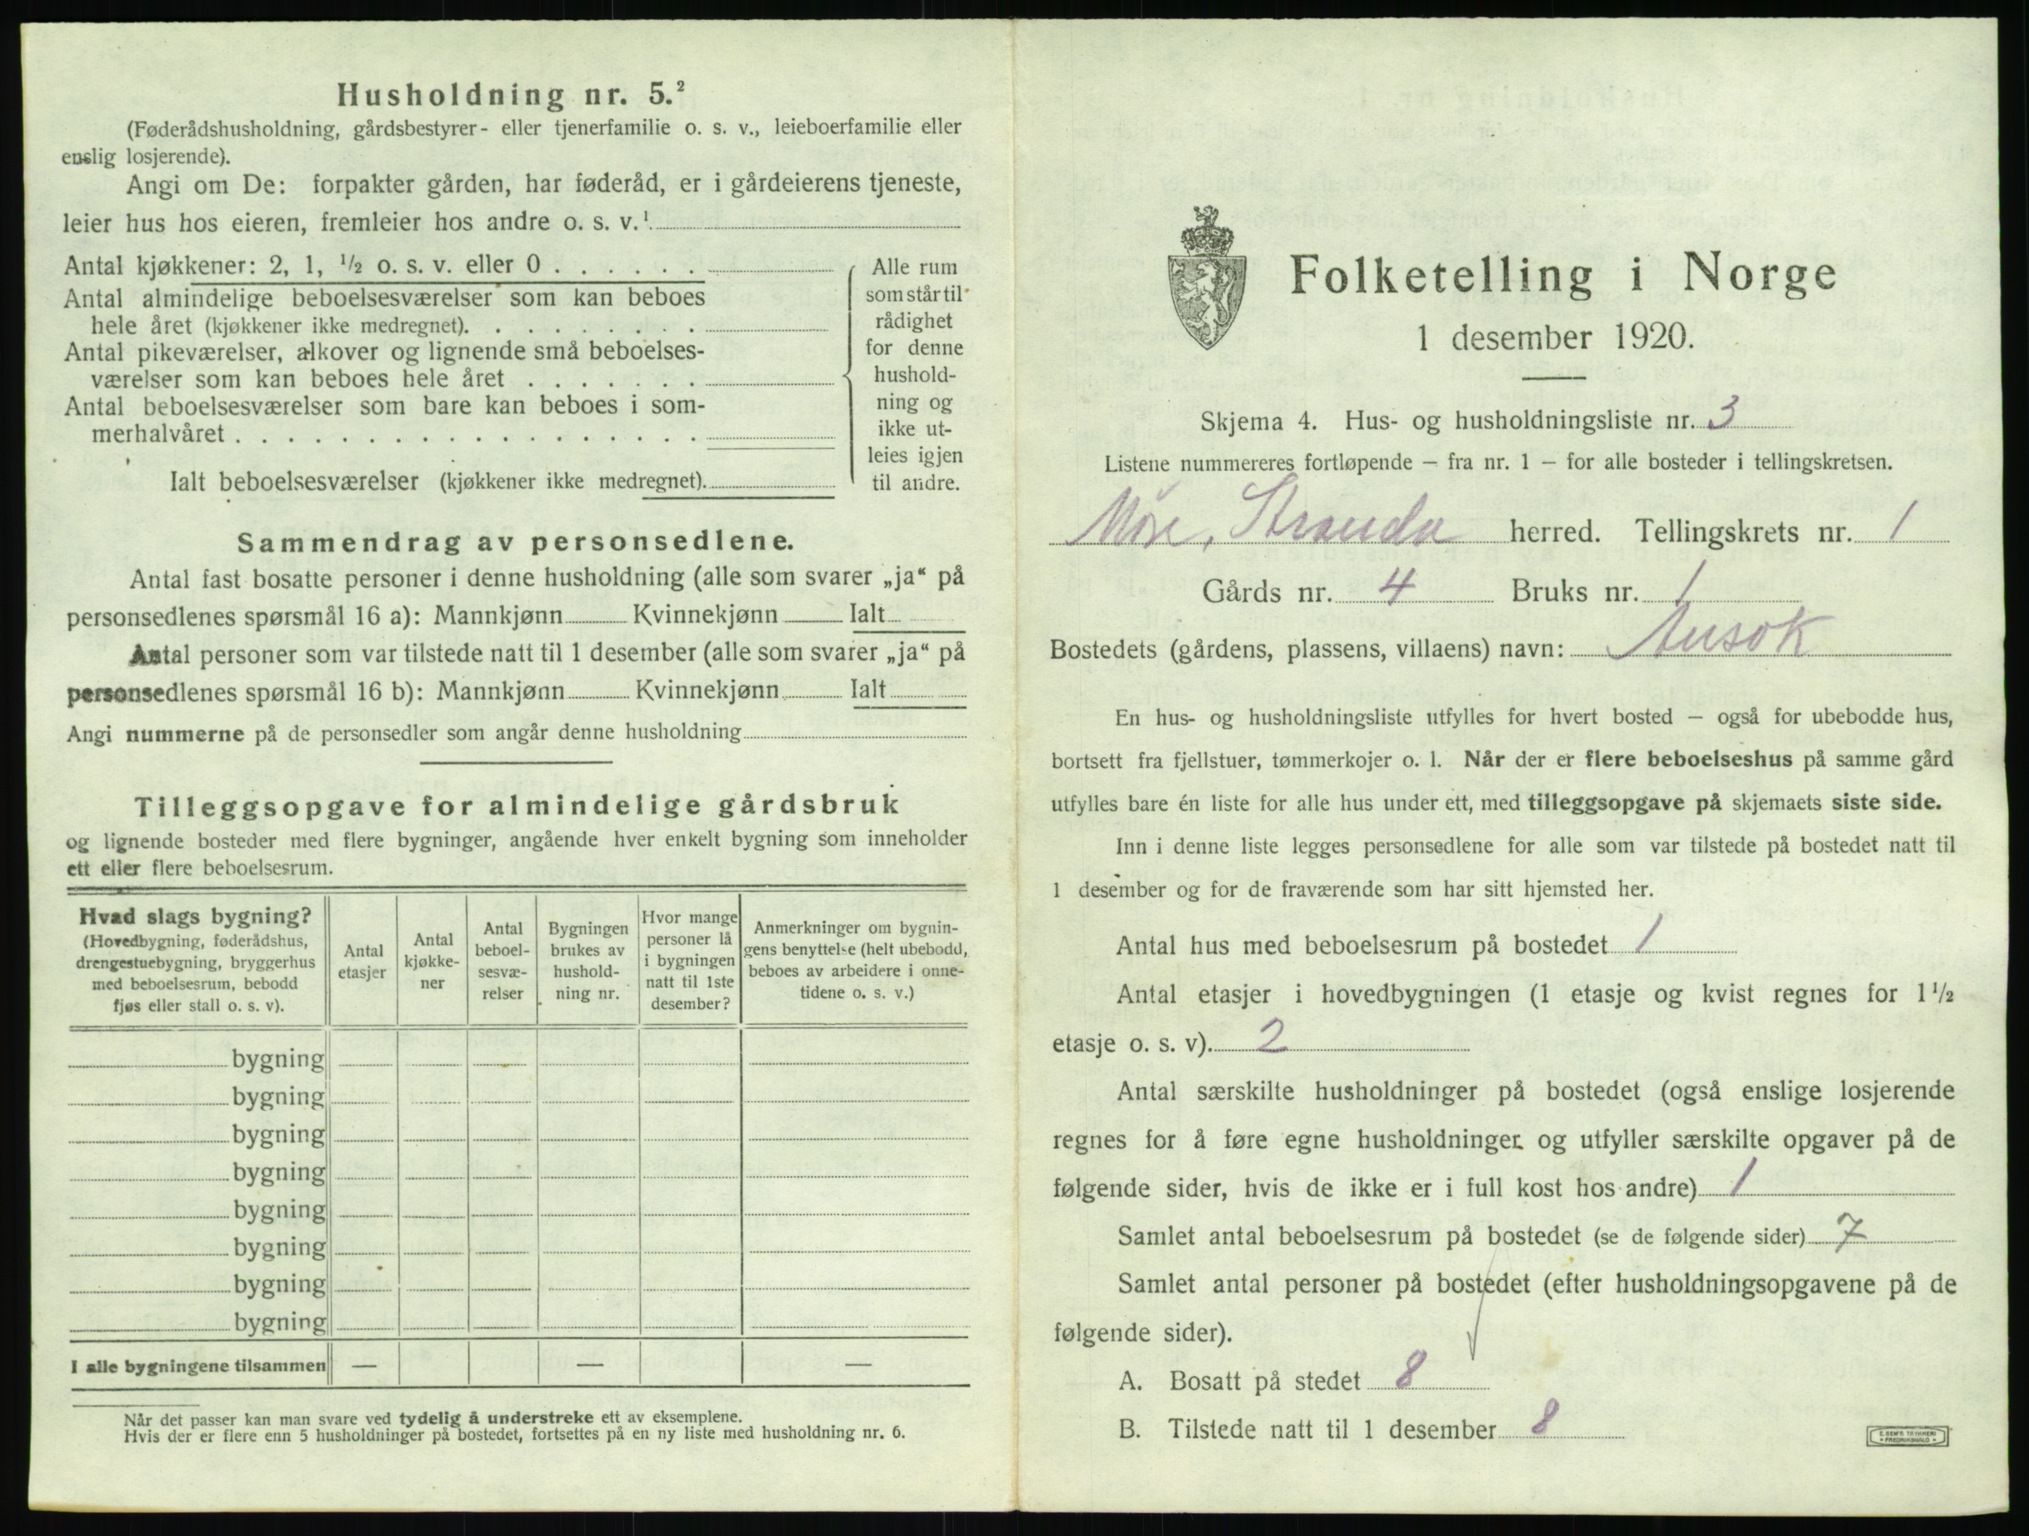 Husholdning nr. 5.²
(Føderådshusholdning, gårdsbestyrer- eller tjenerfamilie o. s. v., leieboerfamilie eller
enslig losjerende).
Angi om De: forpakter gården, har føderåd, er i gårdeierens tjeneste,
leier hus hos eieren, fremleier hos andre o. s. v.¹
Antal kjøkkener: 2, 1, ½ o. s. v. eller 0 . . . . . .
Antal almindelige beboelsesværelser som kan beboes
hele året (kjøkkener ikke medregnet). . . . . . . . .
Antal pikeværelser, alkover og lignende små beboelses-
værelser som kan beboes hele året . . . . . . .
Antal beboelsesværelser som bare kan beboes i som-
merhalvåret . . . . . . . . . . . . . . . . . .
Ialt beboelsesværelser (kjøkkener ikke medregnet).
Alle rum
som står til
rådighet
for denne
hushold-
ning og
ikke ut-
leies igjen
til andre.
Sammendrag av personsedlene.
Antal fast bosatte personer i denne husholdning (alle som svarer „ja“ på
personsedlenes spørsmål 16 a): Mannkjønn Kvinnekjønn Ialt
Antal personer som var tilstede natt til 1 desember (alle som svarer „ja“ på
personsedlenes spørsmål 16 b): Mannkjønn Kvinnekjønn Ialt
Angi nummerne på de personsedler som angår denne husholdning
Tilleggsopgave for almindelige gårdsbruk
og lignende bosteder med flere bygninger, angående hver enkelt bygning som inneholder
ett eller flere beboelsesrum.
Hvad slags bygning?
(Hovedbygning, føderådshus,
drengestuebygning, bryggerhus
med beboelsesrum, bebodd
fjøs eller stall o. s. v).
Antal
etasjer
Antal
kjøkke-
ner
Antal
beboel-
sesvæ-
relser
Bygningen
brukes av
hushold-
ning nr.
Hvor mange
personer lå
i bygningen
natt til 1ste
desember?
Anmerkninger om bygnin-
gens benyttelse (helt ubebodd,
beboes av arbeidere i onne-
tidene o. s. v.)
bygning
bygning
bygning
bygning
bygning
bygning
bygning
bygning
I alle bygningene tilsammen — — —
Når det passer kan man svare ved tydelig å understreke ett av eksemplene.
Hvis der er flere enn 5 husholdninger på bostedet, fortsettes på en ny liste med husholdning nr. 6.
Folketelling i Norge
1 desember 1920.
Skjema 4. Hus- og husholdningsliste nr. 3
Listene nummereres fortløpende – fra nr. 1 – for alle bosteder i tellingskretsen.
Møre, Stranda herred. Tellingskrets nr. 1
Gårds nr. 4 Bruks nr. 1
Bostedets (gårdens, plassens, villaens) navn: Ansok
En hus- og husholdningsliste utfylles for hvert bosted – også for ubebodde hus,
bortsett fra fjellstuer, tømmerkojer o. l. Når der er flere beboelseshus på samme gård
utfylles bare én liste for alle hus under ett, med tilleggsopgave på skjemaets siste side.
Inn i denne liste legges personsedlene for alle som var tilstede på bostedet natt til
1 desember og for de fraværende som har sitt hjemsted her.
Antal hus med beboelsesrum på bostedet 1
Antal etasjer i hovedbygningen (1 etasje og kvist regnes for 1½
etasje o. s. v). 2
Antal særskilte husholdninger på bostedet (også enslige losjerende
regnes for å føre egne husholdninger og utfyller særskilte opgaver på de
følgende sider, hvis de ikke er i full kost hos andre) 1
Samlet antal beboelsesrum på bostedet (se de følgende sider) 7
Samlet antal personer på bostedet (efter husholdningsopgavene på de
følgende sider).
A. Bosatt på stedet 8
B. Tilstede natt til 1 desember 8